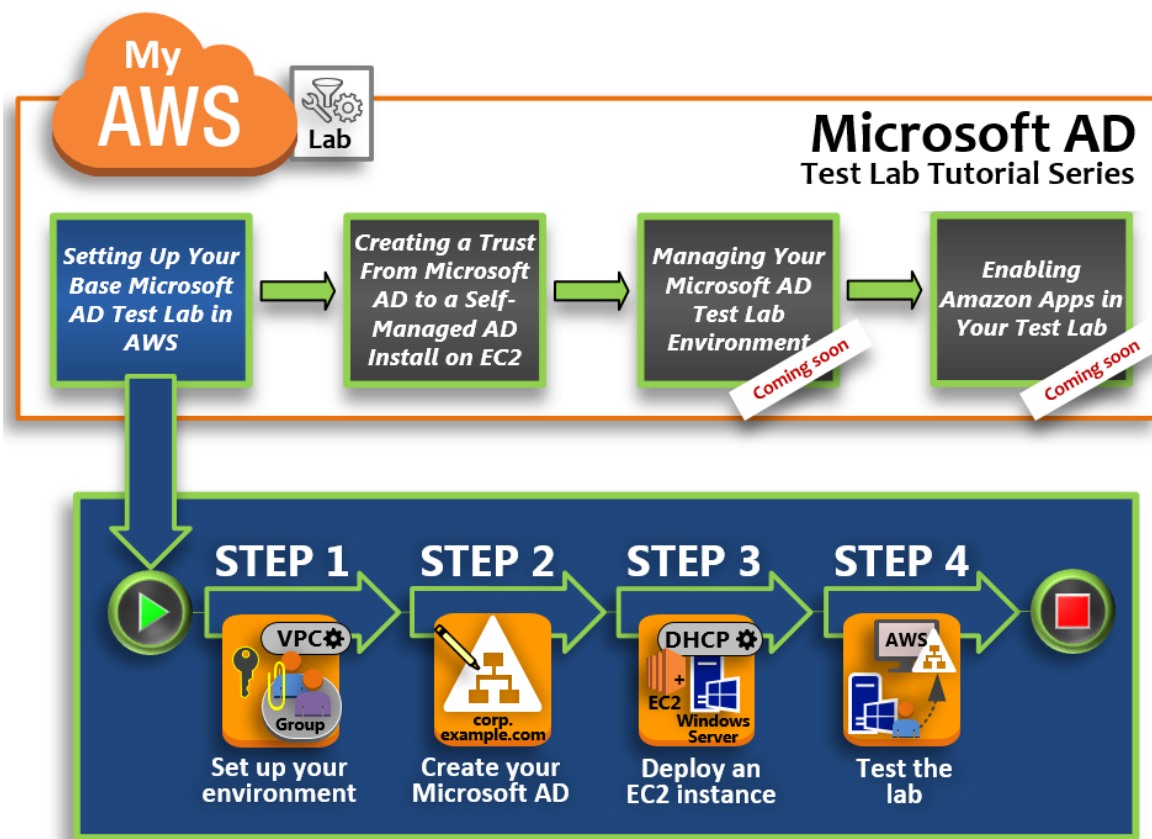 My
AWS
Lab
Microsoft AD
Test Lab Tutorial Series
Setting Up Your
Base Microsoft
AD Test Lab in
AWS
Creating a Trust
From Microsoft
AD to a Self-
Managed AD
Install on EC2
Managing Your
Microsoft AD
Test Lab
Environment
Coming soon
Enabling
Amazon Apps in
Your Test Lab
Coming soon
STEP 1
VPC
Group
Set up your
environment
STEP 2
corp.
example.com
Create your
Microsoft AD
STEP 3
DHCP
EC2
+
Windows
Server
Deploy an
EC2 instance
STEP 4
AWS
Test the
lab